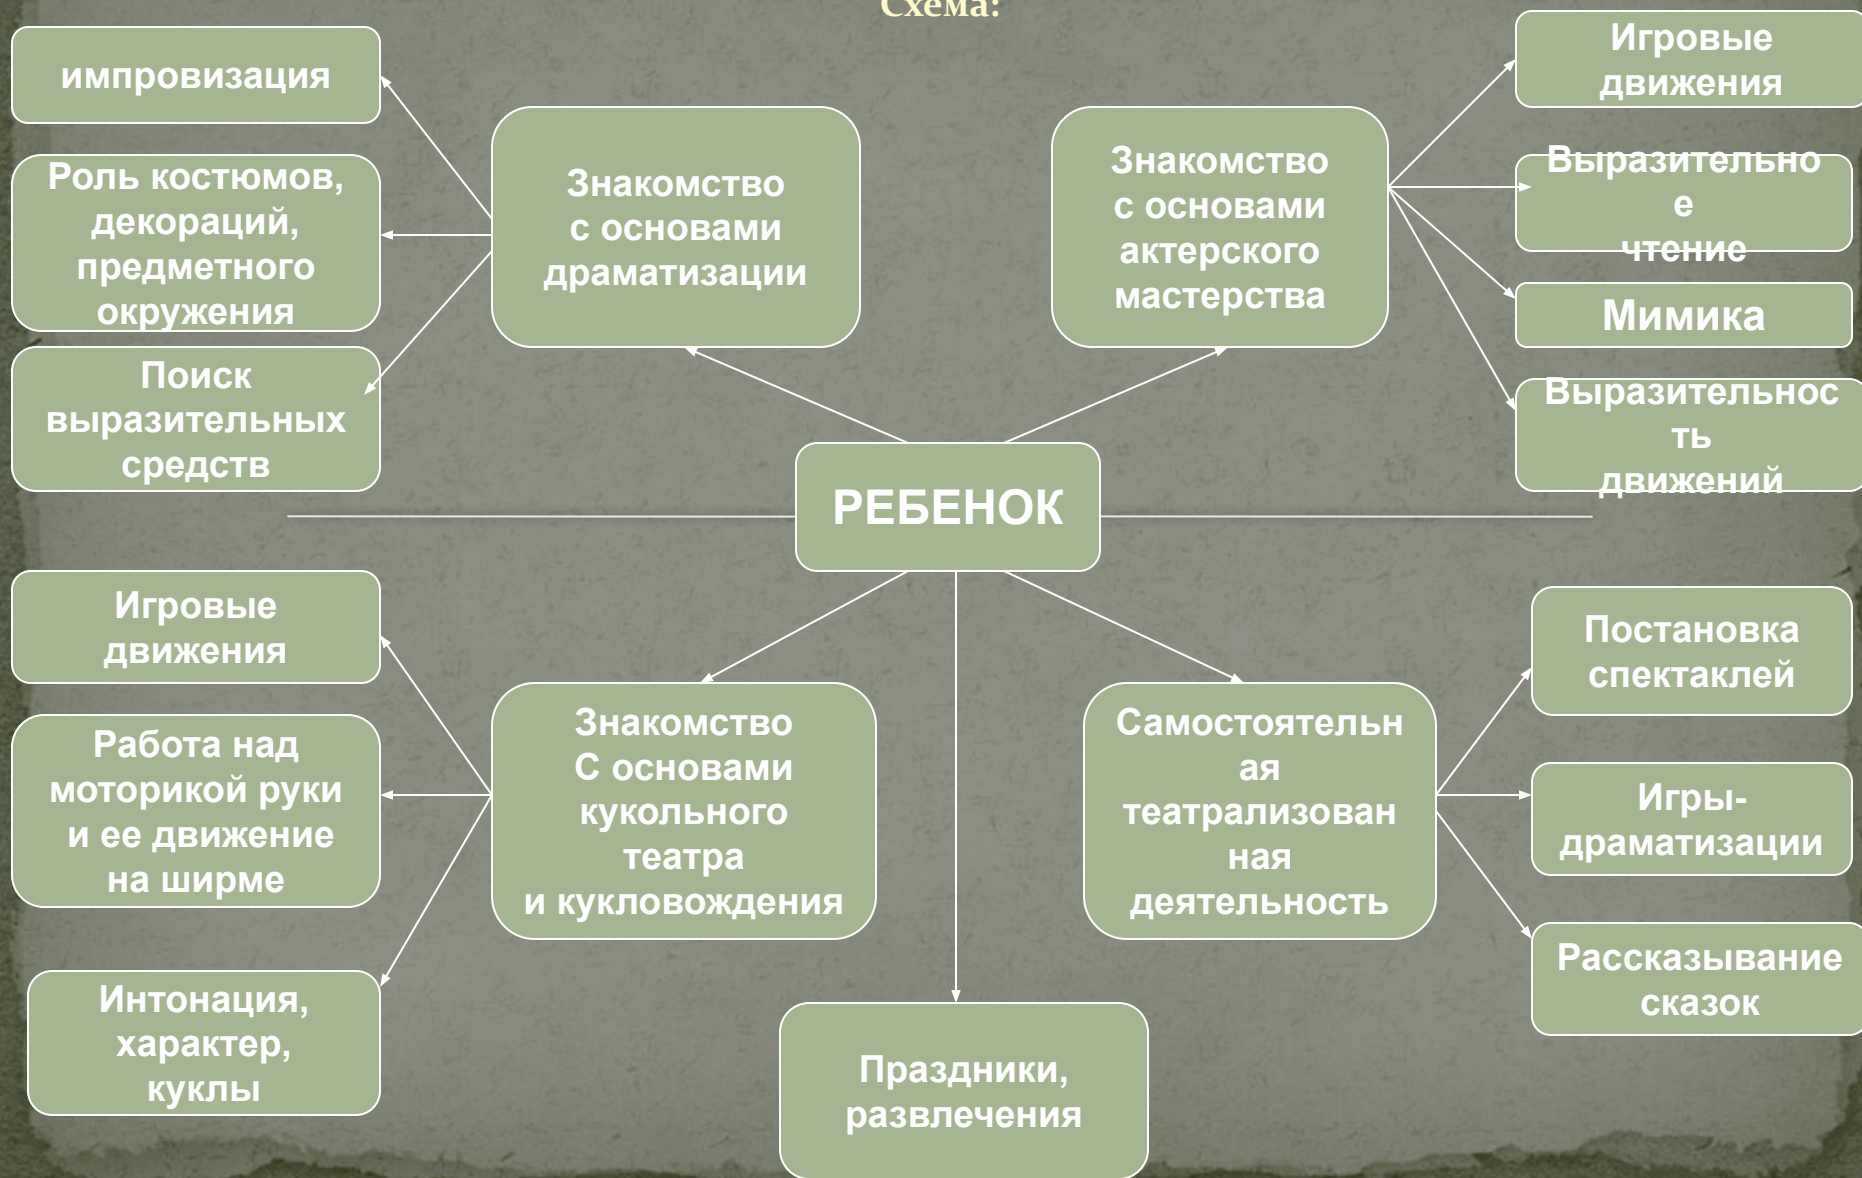 Схема:
импровизация
Роль костюмов,
декораций,
предметного
окружения
Поиск
выразительных
средств
Знакомство
с основами
драматизации
Знакомство
с основами
актерского
мастерства
Игровые
движения
Выразительно
е
чтение
Мимика
Выразительнос
ть
движений
РЕБЕНОК
Игровые
движения
Работа над
моторикой руки
и ее движение
на ширме
Интонация,
характер,
куклы
Знакомство
С основами
кукольного
театра
и кукловождения
Праздники,
развлечения
Самостоятельн
ая
театрализован
ная
деятельность
Постановка
спектаклей
Игры-
драматизации
Рассказывание
сказок